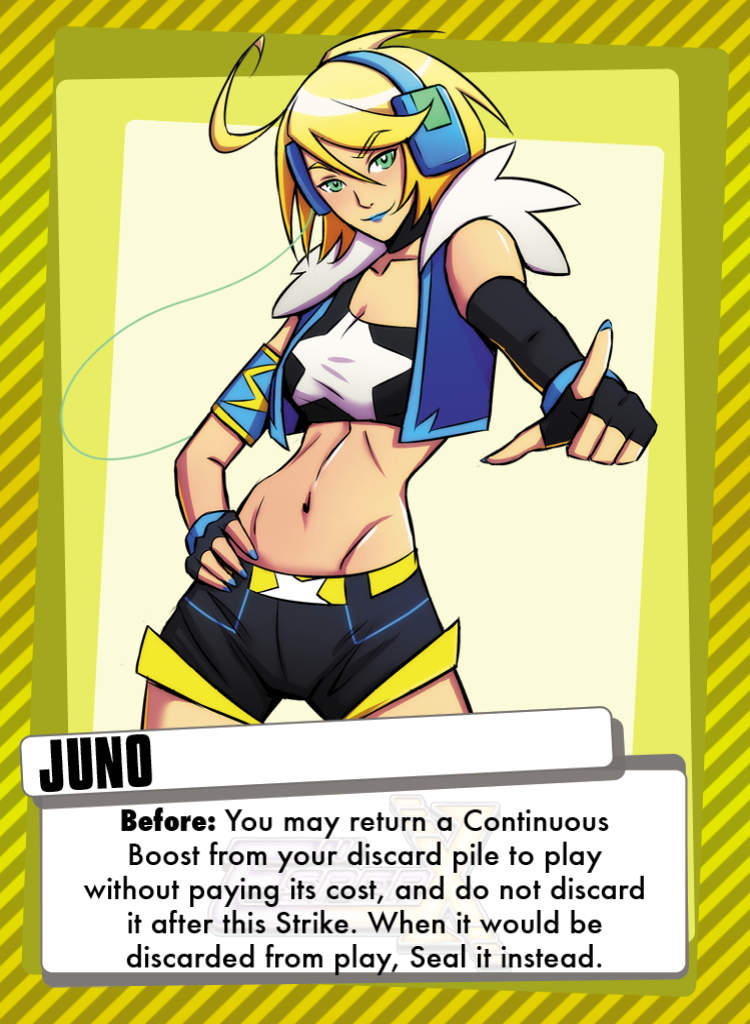 JUNO
Before: You may return a Continuous
Boost from your discard pile to play
without paying its cost, and do not discard
it after this Strike. When it would be
discarded from play, Seal it instead.